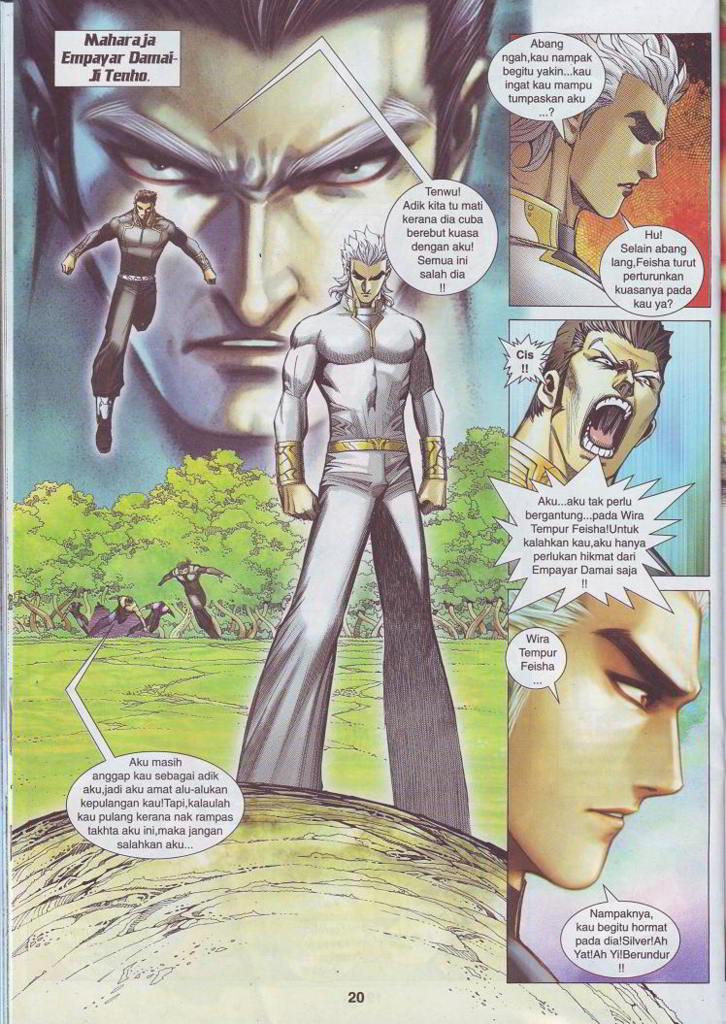 Maharaja
Empayar Damai-
Ji Tenho.
Tenwu!
Adik kita tu mati
kerana dia cuba
berebut kuasa
dengan aku!
Semua ini
salah dia
!!
Aku masih
anggap kau sebagai adik
aku,jadi aku amat alu-alukan
kepulangan kau!Tapi,kalaulah
kau pulang kerana nak rampas
takhta aku ini,maka jangan
salahkan aku...
Abang
ngah,kau nampak
begitu yakin...kau
ingat kau mampu
tumpaskan aku
...?
Hu!
Selain abang
lang,Feisha turut
perturunkan
kuasanya pada
kau ya?
Cis
!!
Aku...aku tak perlu
bergantung...pada Wira
Tempur Feisha!Untuk
kalahkan kau,aku hanya
perlukan hikmat dari
Empayar Damai saja
!!
Wira
Tempur
Feisha
...
Nampaknya,
kau begitu hormat
pada dia!Silver!Ah
Yat!Ah Yi!Berundur
!!
20